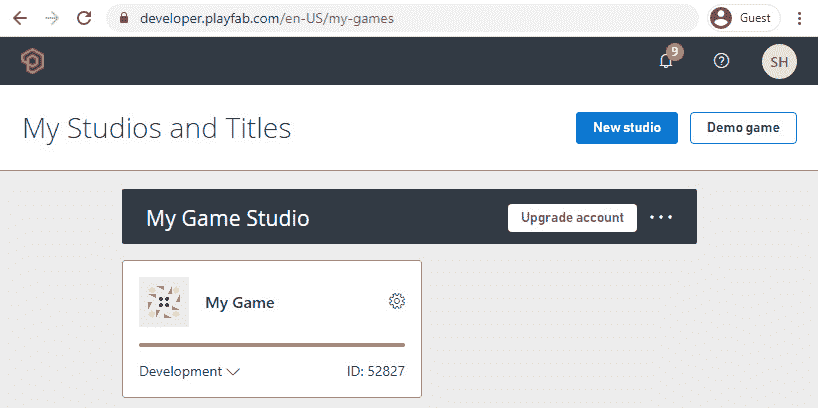 developer.playfab.com/en-US/my-games
Guest
9
SH
My Studios and Titles
New studio
Demo game
My Game Studio
Upgrade account
My Game
Development
ID: 52827